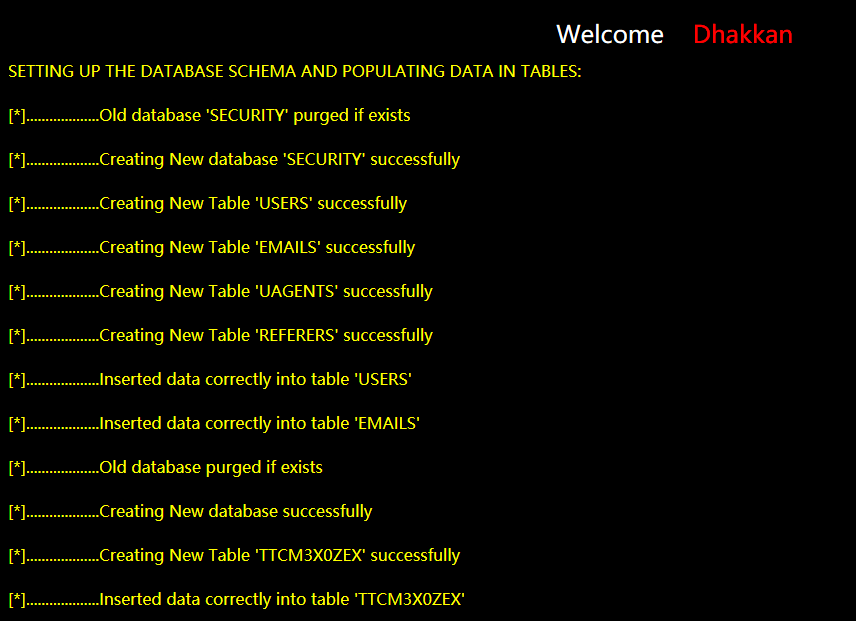 Welcome Dhakkan
SETTING UP THE DATABASE SCHEMA AND POPULATING DATA IN TABLES:
[*]...................Old database 'SECURITY' purged if exists
[*]...................Creating New database 'SECURITY' successfully
[*]...................Creating New Table 'USERS' successfully
[*]...................Creating New Table 'EMAILS' successfully
[*]...................Creating New Table 'UAGENTS' successfully
[*]...................Creating New Table 'REFERERS' successfully
[*]...................Inserted data correctly into table 'USERS'
[*]...................Inserted data correctly into table 'EMAILS'
[*]...................Old database purged if exists
[*]...................Creating New database successfully
[*]...................Creating New Table 'TTCM3X0ZEX' successfully
[*]...................Inserted data correctly into table 'TTCM3X0ZEX'